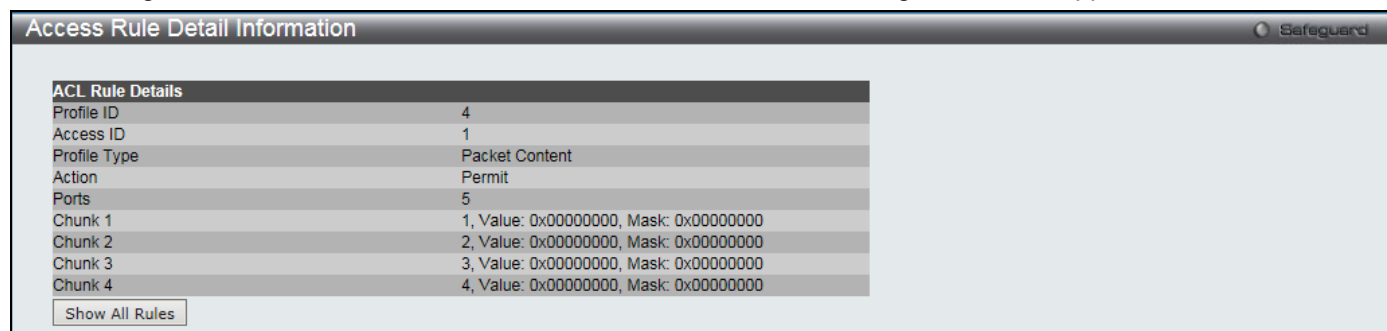 Access Rule Detail Information
Safeguard
ACL Rule Details
Profile ID 4
Access ID 1
Profile Type Packet Content
Action Permit
Ports 5
Chunk 1 1, Value: 0x00000000, Mask: 0x00000000
Chunk 2 2, Value: 0x00000000, Mask: 0x00000000
Chunk 3 3, Value: 0x00000000, Mask: 0x00000000
Chunk 4 4, Value: 0x00000000, Mask: 0x00000000
Show All Rules